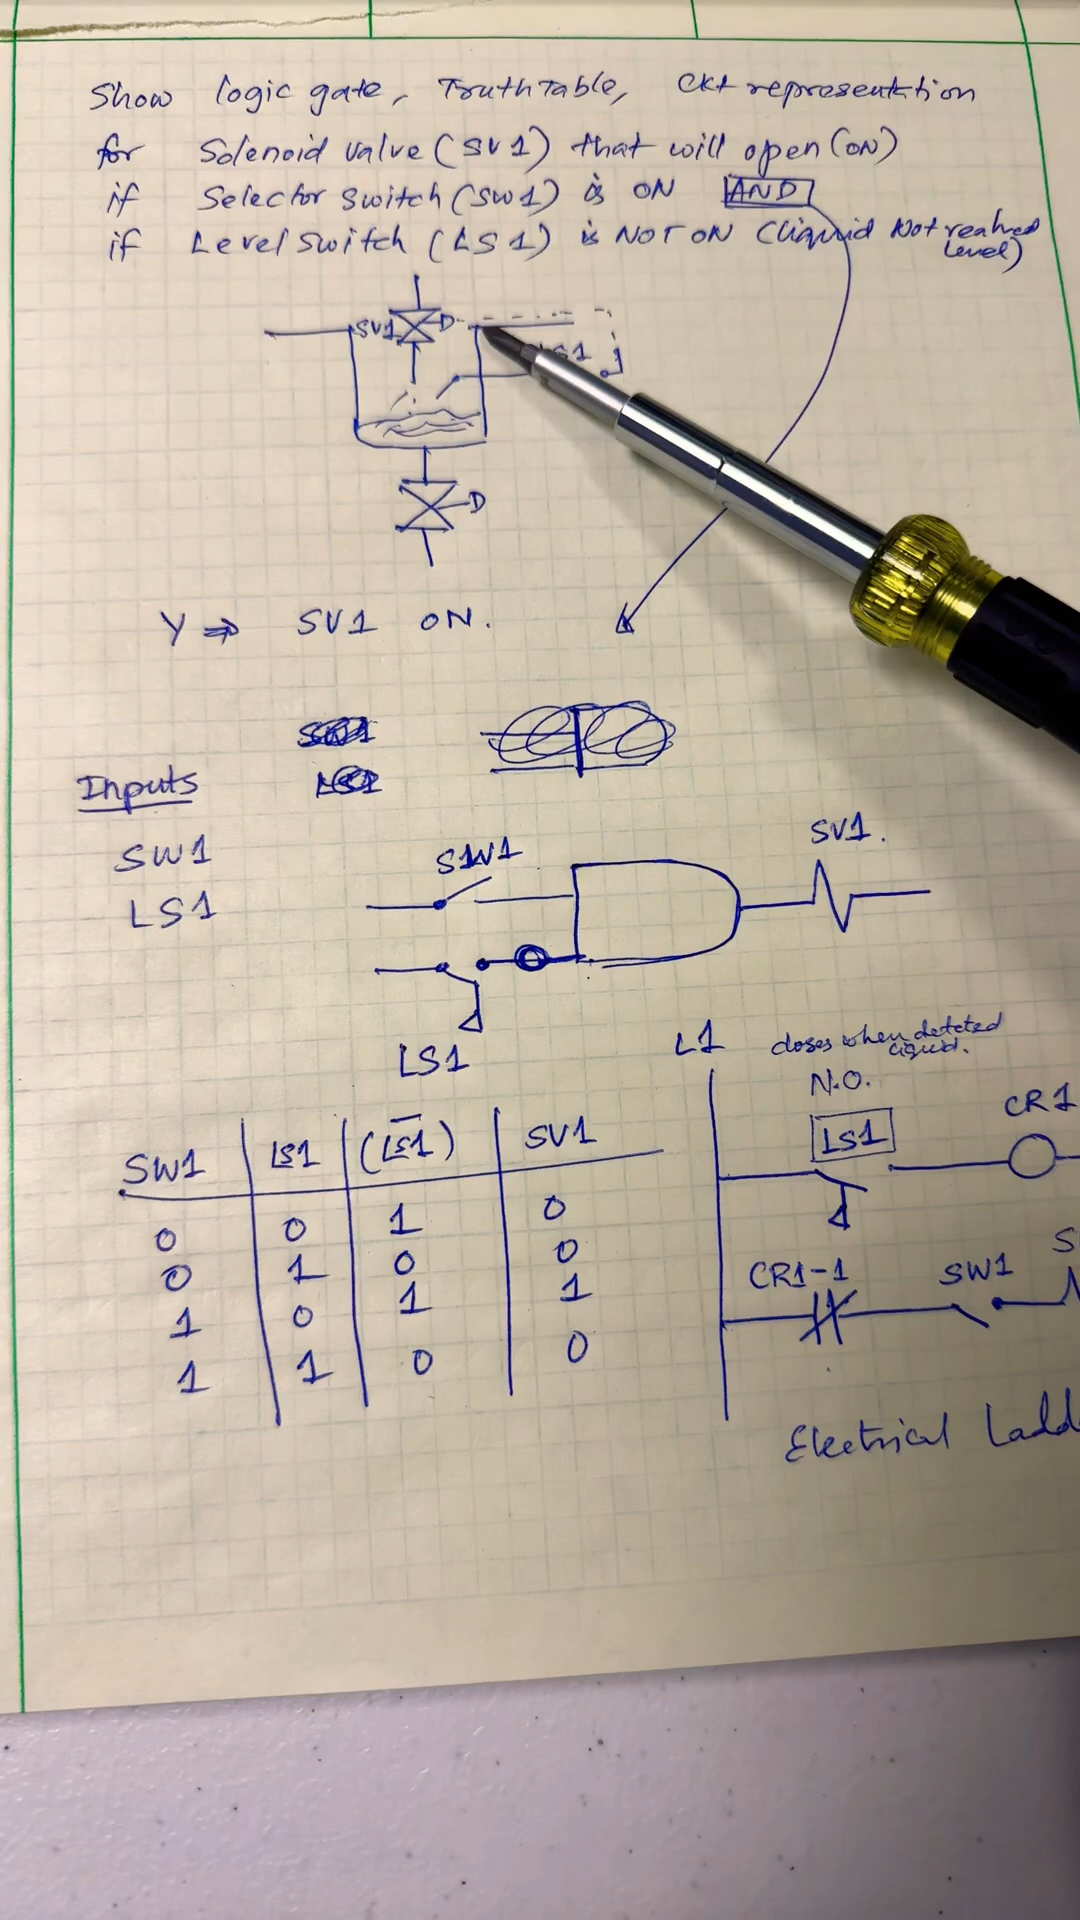 Show logic gate, Truth Table, Ckt representation
for Solenoid valve (SV1) that will open (ON)
if Selector Switch (SW1) is ON AND
if Level Switch (LS1) is NOT ON (liquid Not reached
Level)
SV1
D
LS1
D
Y ⇒ SV1 ON.
Inputs
SW1
LS1
SW1
SV1.
LS1
SW1 LS1 (L̅S̅1̅) SV1
0 0 1 0
0 1 0 0
1 0 1 1
1 1 0 0
L1
closes when detected
liquid.
N.O.
LS1
CR1
CR1-1
SW1
S
Electrical Ladd